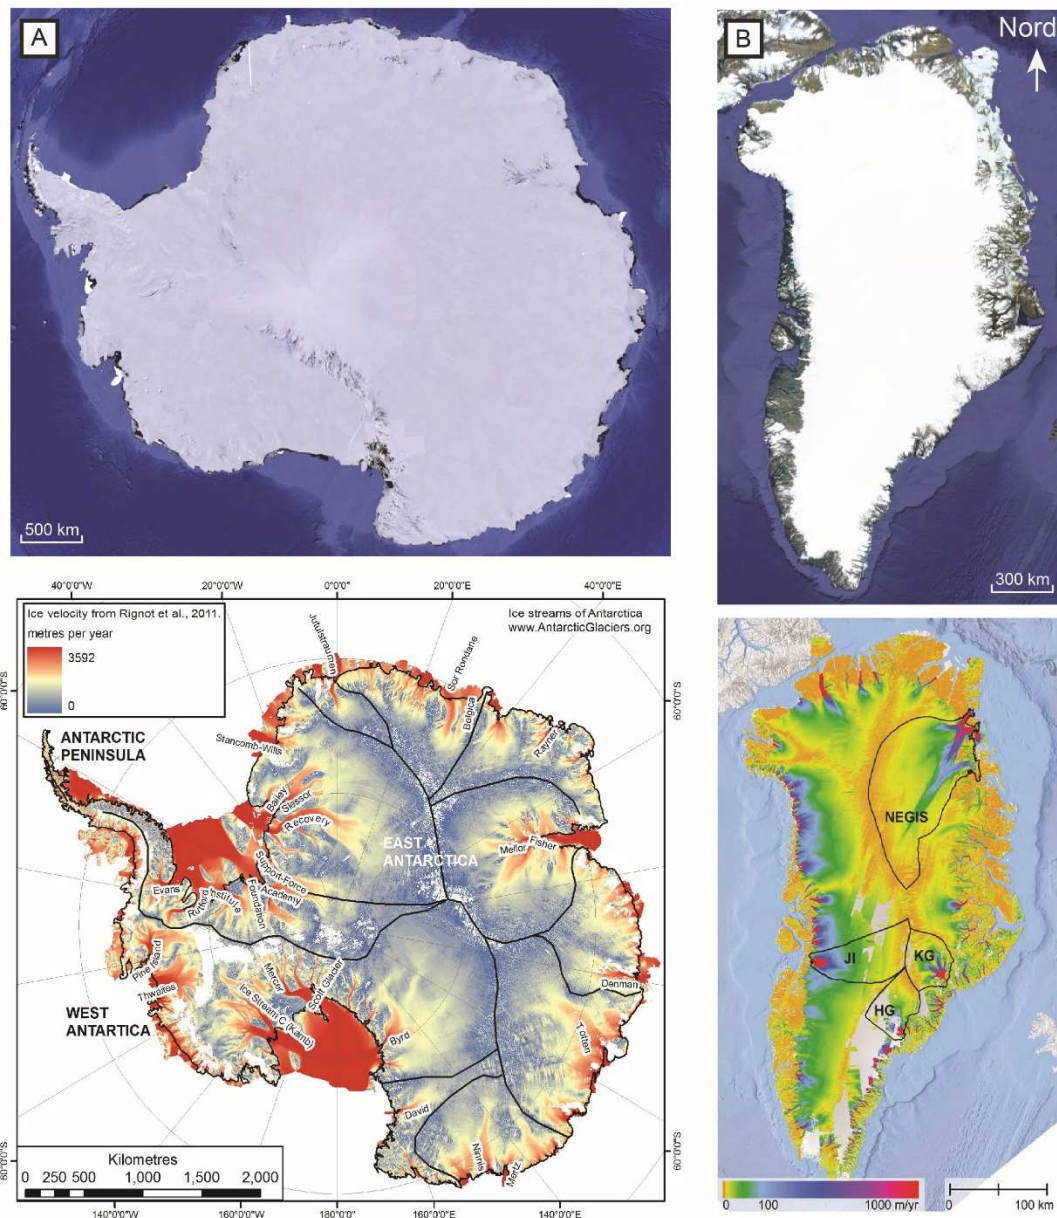 A
500 km
B
Nord
300 km
40°0'0"W
20°0'0"W
0°0'0"
20°0'0"E
40°0'0"E
Ice velocity from Rignot et al., 2011.
metres per year
3592
0
Ice streams of Antarctica
www.AntarcticGlaciers.org
60°0'0"S
60°0'0"S
Jutulstraumen
Sor Rondane
Belgica
Rayner
Stancomb-Wills
ANTARCTIC
PENINSULA
Bailey
Slessor
Recovery
EAST
ANTARCTICA
Mellor
Fisher
Support-Force
Academy
Foundation
Institute
Rutford
Evans
Pine Island
Thwaites
WEST
ANTARTICA
Mercer
Ice Stream C (Kamb)
Scott Glacier
Byrd
Denman
Totten
David
Ninnis
Mertz
60°0'0"S
60°0'0"S
Kilometres
0 250 500 1,000 1,500 2,000
140°0'0"W
160°0'0"W
180°0'0"
160°0'0"E
140°0'0"E
NEGIS
JI
KG
HG
0 100 1000 m/yr
0 100 km